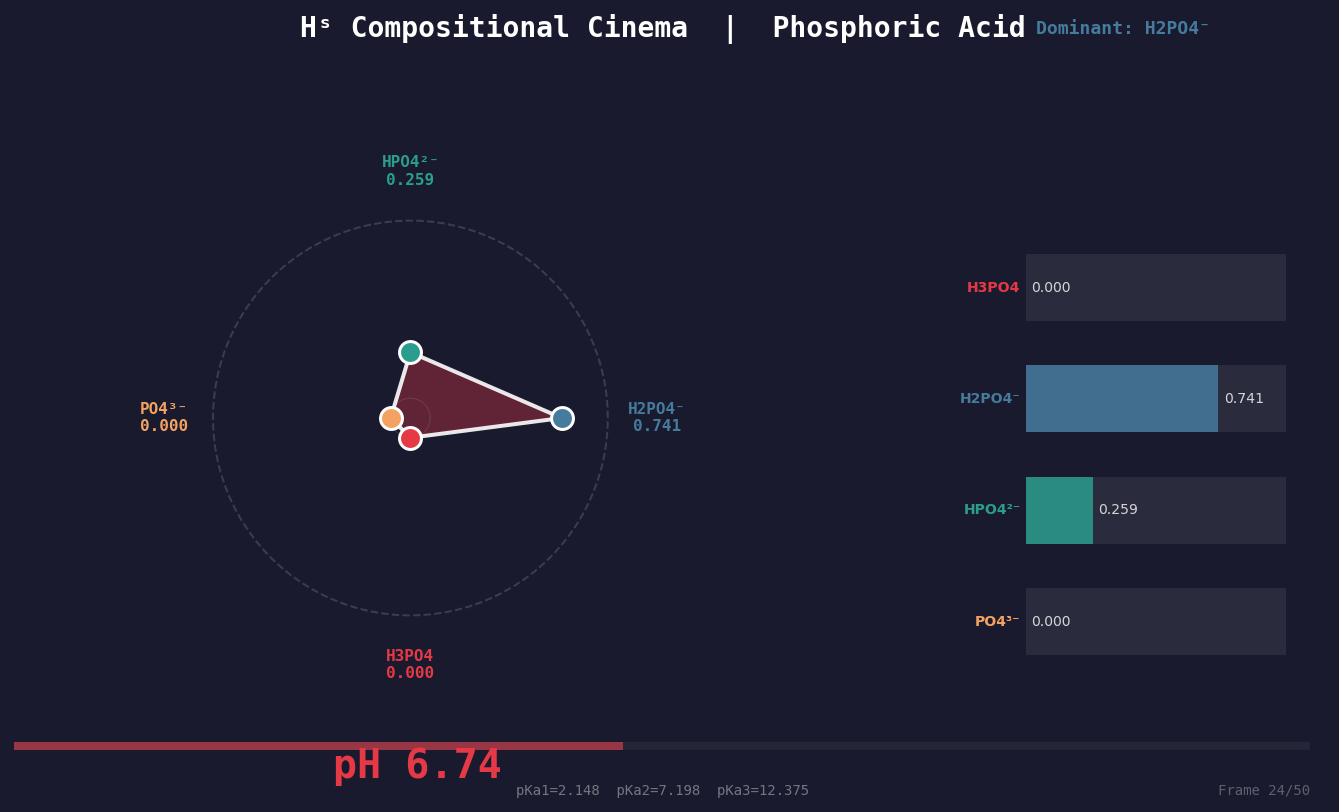 Hˢ Compositional Cinema | Phosphoric Acid
Dominant: H2PO4⁻
HPO4²⁻
0.259
PO4³⁻
0.000
H2PO4⁻
0.741
H3PO4
0.000
H3PO4 0.000
H2PO4⁻ 0.741
HPO4²⁻ 0.259
PO4³⁻ 0.000
pH 6.74
pKa1=2.148 pKa2=7.198 pKa3=12.375
Frame 24/50